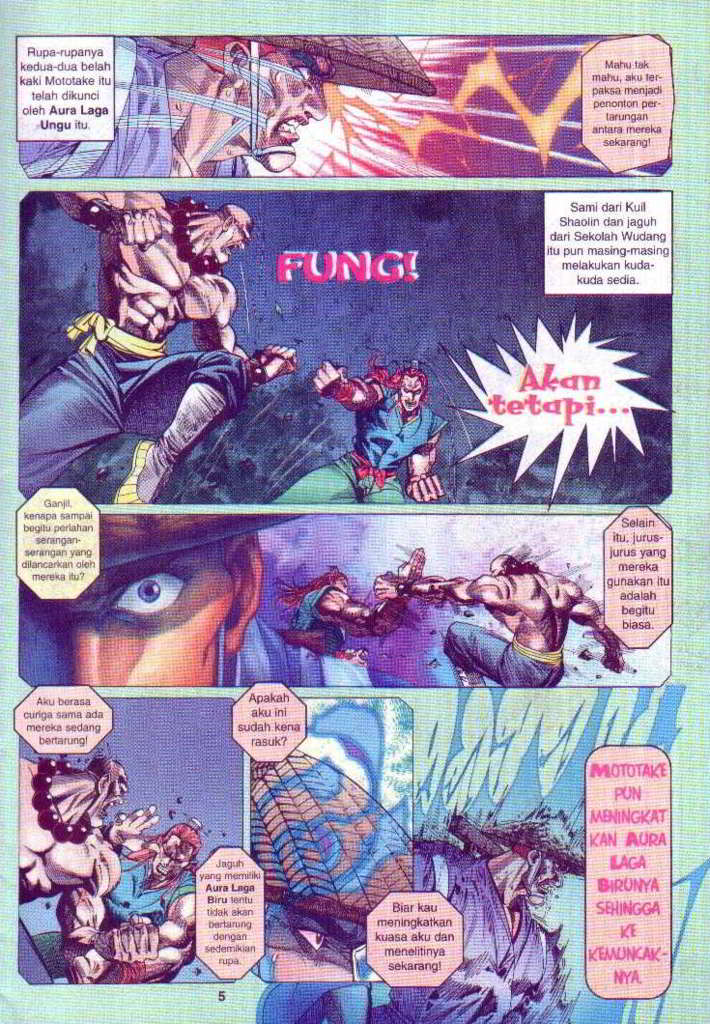 Rupa-rupanya
kedua-dua belah
kaki Mototake itu
telah dikunci
oleh Aura Laga
Ungu itu.
Mahu tak
mahu, aku ter-
paksa menjadi
penonton per-
tarungan
antara mereka
sekarang!
FUNG!
Sami dari Kuil
Shaolin dan jaguh
dari Sekolah Wudang
itu pun masing-masing
melakukan kuda-
kuda sedia.
Akan
tetapi...
Ganjil,
kenapa sampai
begitu perlahan
serangan-
serangan yang
dilancarkan oleh
mereka itu?
Selain
itu, jurus-
jurus yang
mereka
gunakan itu
adalah
begitu
biasa.
Aku berasa
curiga sama ada
mereka sedang
bertarung!
Apakah
aku ini
sudah kena
rasuk?
Jaguh
yang memiliki
Aura Laga
Biru tentu
tidak akan
bertarung
dengan
sedemikian
rupa.
Biar kau
meningkatkan
kuasa aku dan
menelitinya
sekarang!
MOTOTAKE
PUN
MENINGKAT
KAN AURA
LAGA
BIRUNYA
SEHINGGA
KE
KEMUNCAK-
NYA.
5